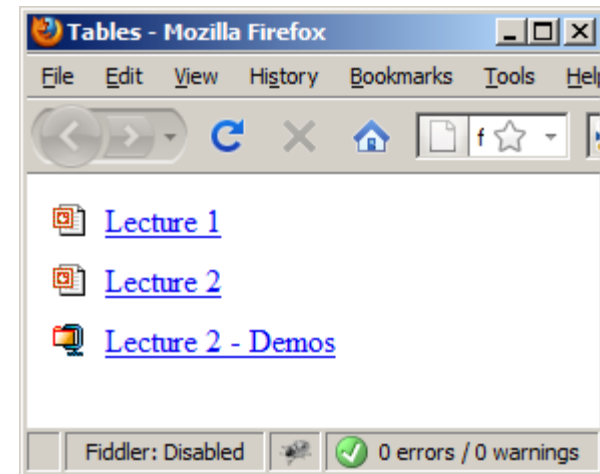 Tables - Mozilla Firefox
File Edit View History Bookmarks Tools Help
f
Lecture 1
Lecture 2
Lecture 2 - Demos
Fiddler: Disabled 0 errors / 0 warnings